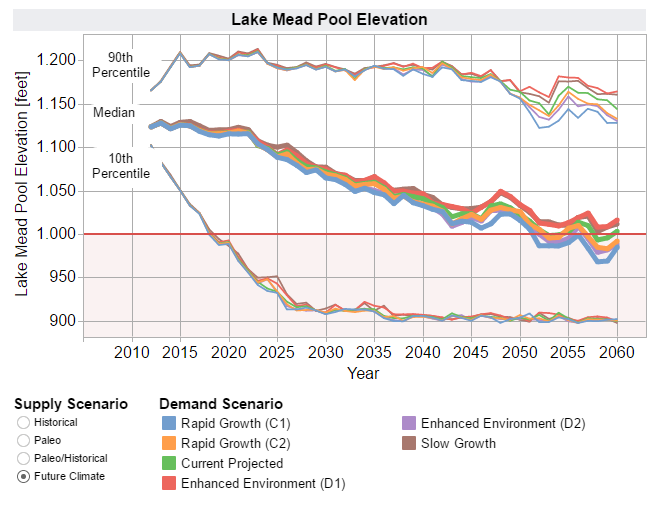 Lake Mead Pool Elevation
Lake Mead Pool Elevation [feet]
1.200
1.150
1.100
1.050
1.000
950
900
90th
Percentile
Median
10th
Percentile
2010 2015 2020 2025 2030 2035 2040 2045 2050 2055 2060
Year
Supply Scenario
Historical
Paleo
Paleo/Historical
Future Climate
Demand Scenario
Rapid Growth (C1)
Rapid Growth (C2)
Current Projected
Enhanced Environment (D1)
Enhanced Environment (D2)
Slow Growth